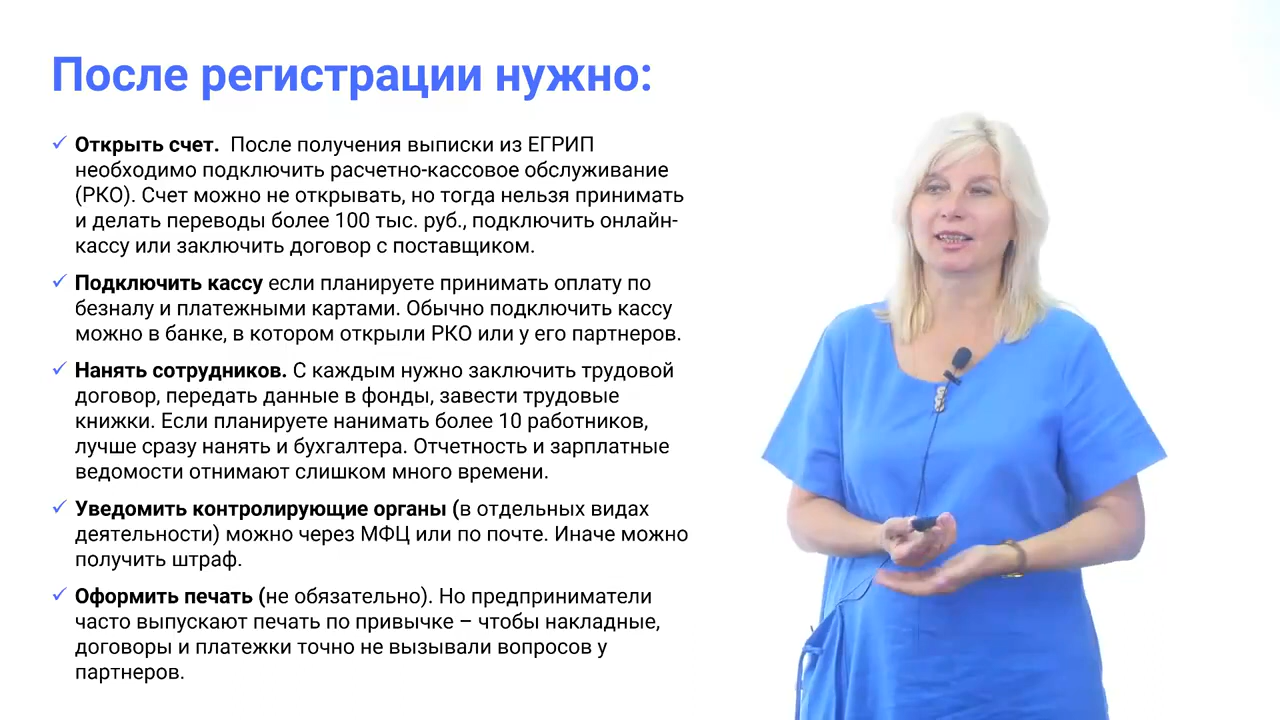 После регистрации нужно:
✓ Открыть счет. После получения выписки из ЕГРИП
необходимо подключить расчетно-кассовое обслуживание
(РКО). Счет можно не открывать, но тогда нельзя принимать
и делать переводы более 100 тыс. руб., подключить онлайн-
кассу или заключить договор с поставщиком.
✓ Подключить кассу если планируете принимать оплату по
безналу и платежными картами. Обычно подключить кассу
можно в банке, в котором открыли РКО или у его партнеров.
✓ Нанять сотрудников. С каждым нужно заключить трудовой
договор, передать данные в фонды, завести трудовые
книжки. Если планируете нанимать более 10 работников,
лучше сразу нанять и бухгалтера. Отчетность и зарплатные
ведомости отнимают слишком много времени.
✓ Уведомить контролирующие органы (в отдельных видах
деятельности) можно через МФЦ или по почте. Иначе можно
получить штраф.
✓ Оформить печать (не обязательно). Но предприниматели
часто выпускают печать по привычке – чтобы накладные,
договоры и платежки точно не вызывали вопросов у
партнеров.